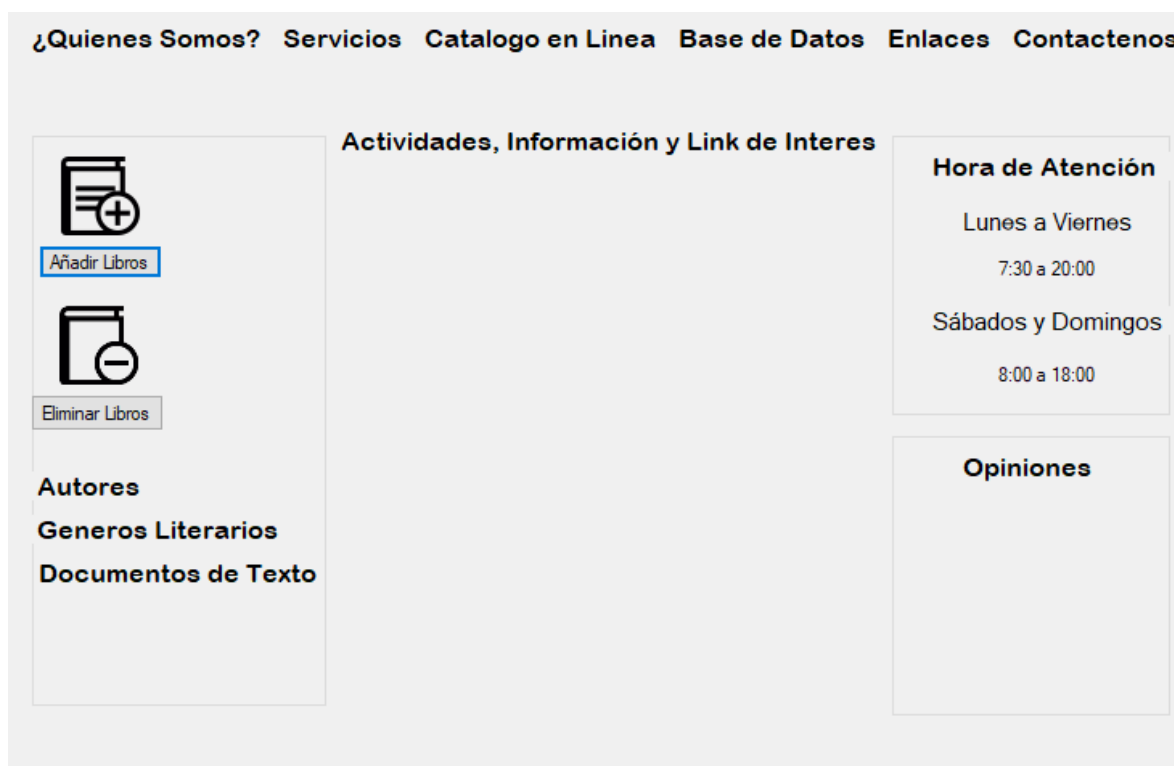 ¿Quienes Somos? Servicios Catalogo en Linea Base de Datos Enlaces Contactenos
Actividades, Información y Link de Interes
Añadir Libros
Eliminar Libros
Autores
Generos Literarios
Documentos de Texto
Hora de Atención
Lunes a Viernes
7:30 a 20:00
Sábados y Domingos
8:00 a 18:00
Opiniones